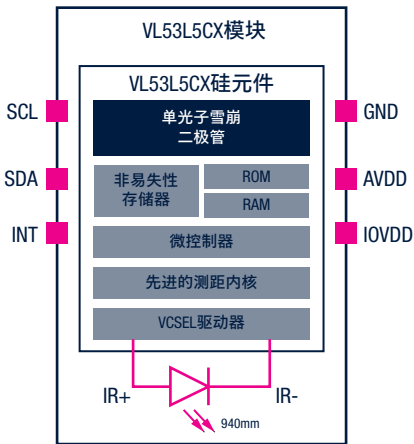 VL53L5CX模块
VL53L5CX硅元件
SCL
单光子雪崩
二极管
GND
SDA
非易失性
存储器
ROM
RAM
AVDD
INT
微控制器
IOVDD
先进的测距内核
VCSEL驱动器
IR+
IR-
940mm